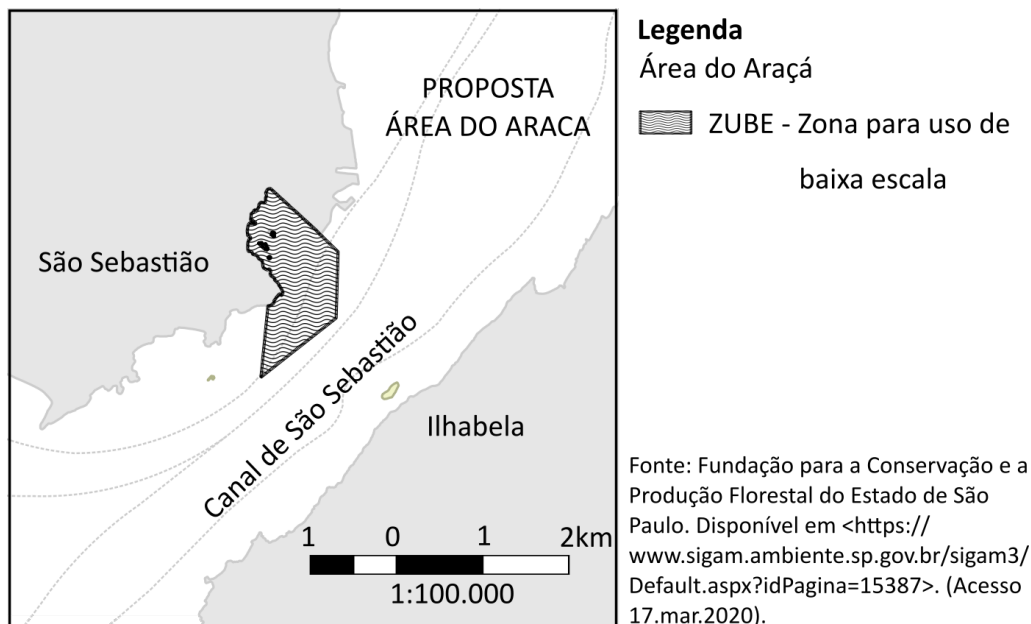 PROPOSTA
ÁREA DO ARACA
São Sebastião
Canal de São Sebastião
Ilhabela
1 0 1 2km
1:100.000
Legenda
Área do Araçá
ZUBE - Zona para uso de
baixa escala
Fonte: Fundação para a Conservação e a
Produção Florestal do Estado de São
Paulo. Disponível em <https://
www.sigam.ambiente.sp.gov.br/sigam3/
Default.aspx?idPagina=15387>. (Acesso
17.mar.2020).